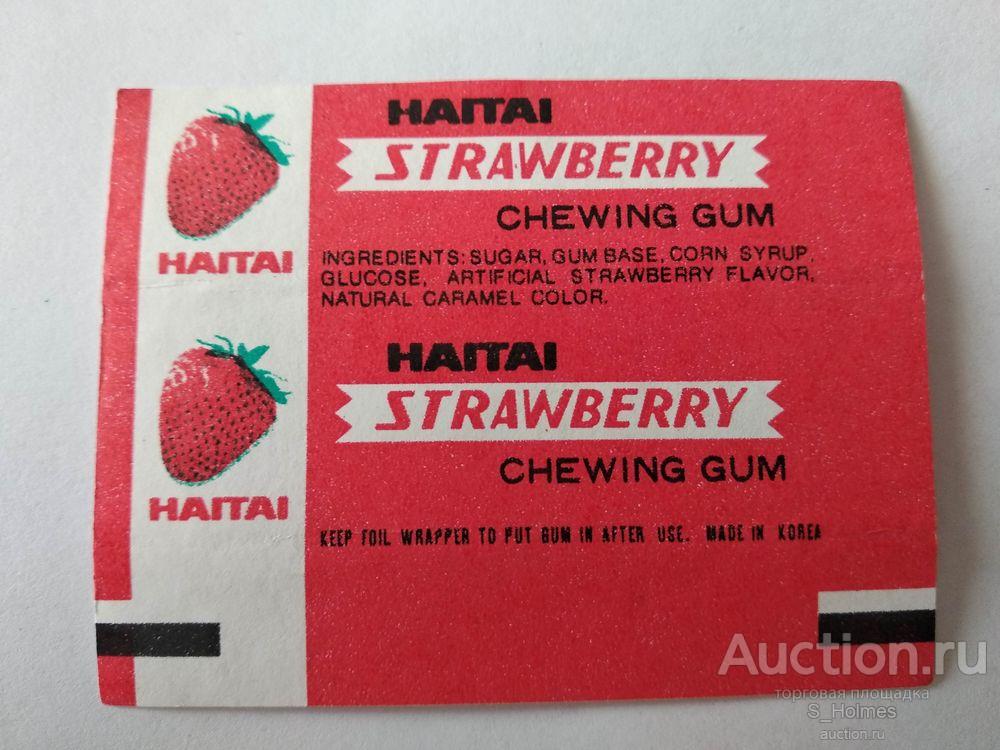 HAITAI
STRAWBERRY
CHEWING GUM
INGREDIENTS: SUGAR, GUM BASE, CORN SYRUP,
GLUCOSE, ARTIFICIAL STRAWBERRY FLAVOR,
NATURAL CARAMEL COLOR.
HAITAI
HAITAI
STRAWBERRY
CHEWING GUM
HAITAI
KEEP FOIL WRAPPER TO PUT GUM IN AFTER USE. MADE IN KOREA
Auction.ru
торговая площадка
S_Holmes
auction.ru